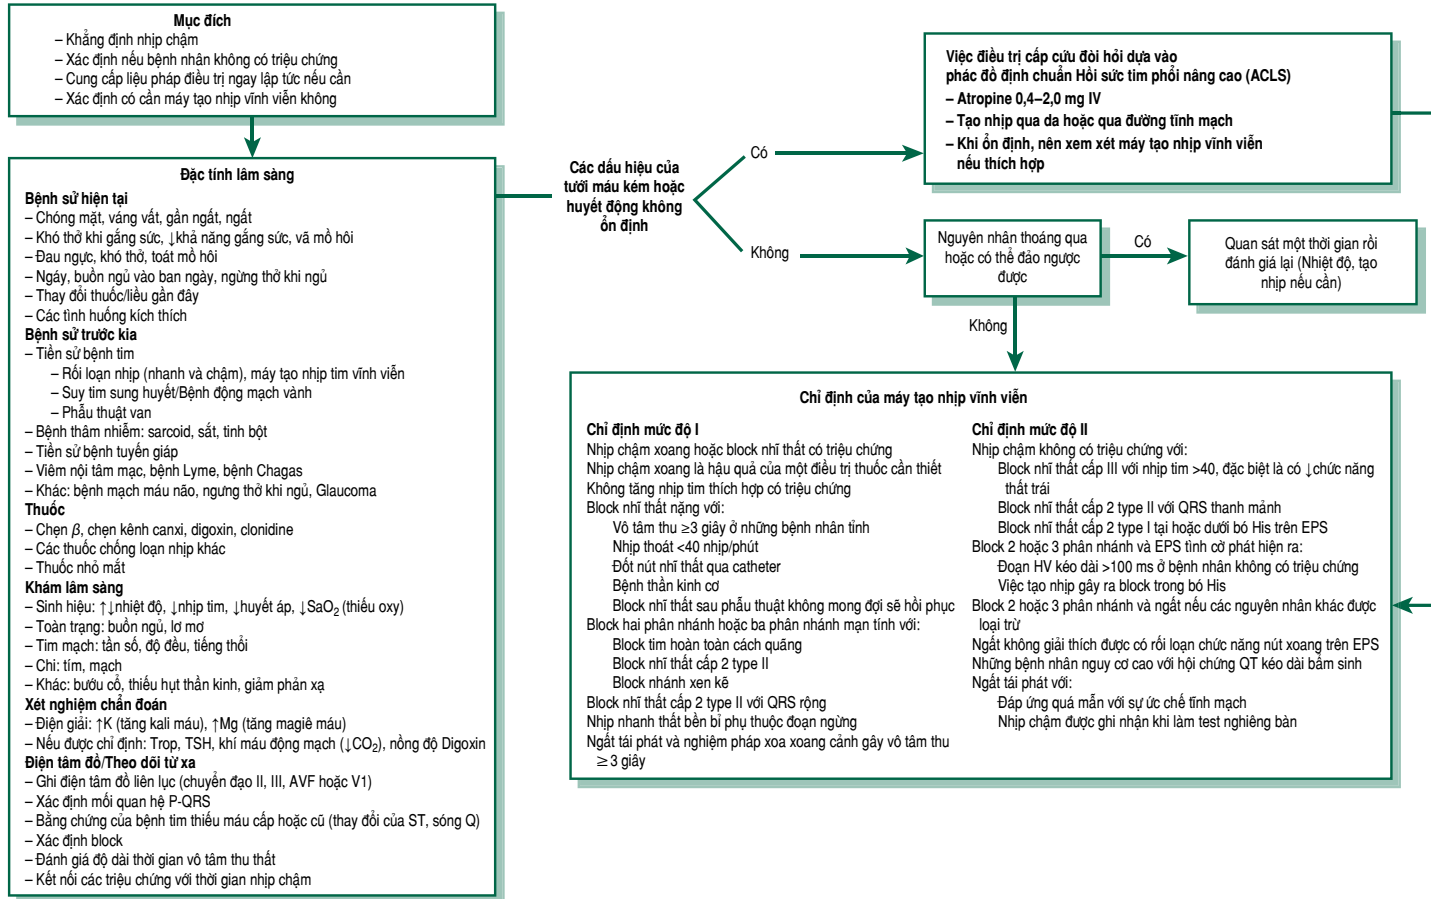 Mục đích
– Khẳng định nhịp chậm
– Xác định nếu bệnh nhân không có triệu chứng
– Cung cấp liệu pháp điều trị ngay lập tức nếu cần
– Xác định có cần máy tạo nhịp vĩnh viễn không
Đặc tính lâm sàng
Bệnh sử hiện tại
– Chóng mặt, váng vất, gần ngất, ngất
– Khó thở khi gắng sức, ↓khả năng gắng sức, vã mồ hôi
– Đau ngực, khó thở, toát mồ hôi
– Ngáy, buồn ngủ vào ban ngày, ngừng thở khi ngủ
– Thay đổi thuốc/liều gần đây
– Các tình huống kích thích
Bệnh sử trước kia
– Tiền sử bệnh tim
– Rối loạn nhịp (nhanh và chậm), máy tạo nhịp tim vĩnh viễn
– Suy tim sung huyết/Bệnh động mạch vành
– Phẫu thuật van
– Bệnh thâm nhiễm: sarcoid, sắt, tinh bột
– Tiền sử bệnh tuyến giáp
– Viêm nội tâm mạc, bệnh Lyme, bệnh Chagas
– Khác: bệnh mạch máu não, ngưng thở khi ngủ, Glaucoma
Thuốc
– Chẹn β, chẹn kênh canxi, digoxin, clonidine
– Các thuốc chống loạn nhịp khác
– Thuốc nhỏ mắt
Khám lâm sàng
– Sinh hiệu: ↑↓nhiệt độ, ↓nhịp tim, ↓huyết áp, ↓SaO₂ (thiếu oxy)
– Toàn trạng: buồn ngủ, lơ mơ
– Tim mạch: tần số, độ đều, tiếng thổi
– Chi: tím, mạch
– Khác: bướu cổ, thiếu hụt thần kinh, giảm phản xạ
Xét nghiệm chẩn đoán
– Điện giải: ↑K (tăng kali máu), ↑Mg (tăng magiê máu)
– Nếu được chỉ định: Trop, TSH, khí máu động mạch (↓CO₂), nồng độ Digoxin
Điện tâm đồ/Theo dõi từ xa
– Ghi điện tâm đồ liên lục (chuyển đạo II, III, AVF hoặc V1)
– Xác định mối quan hệ P-QRS
– Bằng chứng của bệnh tim thiếu máu cấp hoặc cũ (thay đổi của ST, sóng Q)
– Xác định block
– Đánh giá độ dài thời gian vô tâm thu thất
– Kết nối các triệu chứng với thời gian nhịp chậm
Các dấu hiệu của
tưới máu kém hoặc
huyết động không
ổn định
Có
Việc điều trị cấp cứu đòi hỏi dựa vào
phác đồ định chuẩn Hồi sức tim phổi nâng cao (ACLS)
– Atropine 0,4–2,0 mg IV
– Tạo nhịp qua da hoặc qua đường tĩnh mạch
– Khi ổn định, nên xem xét máy tạo nhịp vĩnh viễn
nếu thích hợp
Không
Nguyên nhân thoáng qua
hoặc có thể đảo ngược
được
Có
Quan sát một thời gian rồi
đánh giá lại (Nhiệt độ, tạo
nhịp nếu cần)
Không
Chỉ định của máy tạo nhịp vĩnh viễn
Chỉ định mức độ I
Nhịp chậm xoang hoặc block nhĩ thất có triệu chứng
Nhịp chậm xoang là hậu quả của một điều trị thuốc cần thiết
Không tăng nhịp tim thích hợp có triệu chứng
Block nhĩ thất nặng với:
Vô tâm thu ≥3 giây ở những bệnh nhân tỉnh
Nhịp thoát <40 nhịp/phút
Đốt nút nhĩ thất qua catheter
Bệnh thần kinh cơ
Block nhĩ thất sau phẫu thuật không mong đợi sẽ hồi phục
Block hai phân nhánh hoặc ba phân nhánh mạn tính với:
Block tim hoàn toàn cách quãng
Block nhĩ thất cấp 2 type II
Block nhánh xen kẽ
Block nhĩ thất cấp 2 type II với QRS rộng
Nhịp nhanh thất bền bỉ phụ thuộc đoạn ngừng
Ngất tái phát và nghiệm pháp xoa xoang cảnh gây vô tâm thu
≥ 3 giây
Chỉ định mức độ II
Nhịp chậm không có triệu chứng với:
Block nhĩ thất cấp III với nhịp tim >40, đặc biệt là có ↓chức năng
thất trái
Block nhĩ thất cấp 2 type II với QRS thanh mảnh
Block nhĩ thất cấp 2 type I tại hoặc dưới bó His trên EPS
Block 2 hoặc 3 phân nhánh và EPS tình cờ phát hiện ra:
Đoạn HV kéo dài >100 ms ở bệnh nhân không có triệu chứng
Việc tạo nhịp gây ra block trong bó His
Block 2 hoặc 3 phân nhánh và ngất nếu các nguyên nhân khác được
loại trừ
Ngất không giải thích được có rối loạn chức năng nút xoang trên EPS
Những bệnh nhân nguy cơ cao với hội chứng QT kéo dài bẩm sinh
Ngất tái phát với:
Đáp ứng quá mẫn với sự ức chế tĩnh mạch
Nhịp chậm được ghi nhận khi làm test nghiêng bàn